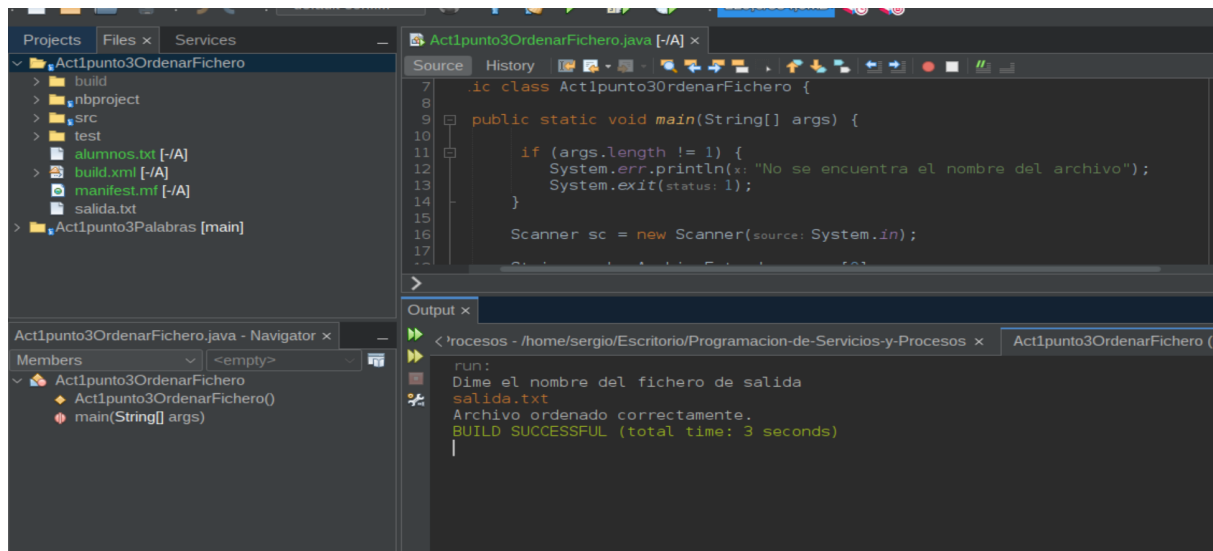 Projects Files × Services
Act1punto3OrdenarFichero
build
nbproject
src
test
alumnos.txt [-/A]
build.xml [-/A]
manifest.mf [-/A]
salida.txt
Act1punto3Palabras [main]
Act1punto3OrdenarFichero.java - Navigator ×
Members <empty>
Act1punto3OrdenarFichero
Act1punto3OrdenarFichero()
main(String[] args)
Act1punto3OrdenarFichero.java [-/A] ×
Source History
7 ic class Act1punto3OrdenarFichero {
8
9 public static void main(String[] args) {
10
11 if (args.length != 1) {
12 System.err.println(x: "No se encuentra el nombre del archivo");
13 System.exit(status: 1);
14 }
15
16 Scanner sc = new Scanner(source: System.in);
17
Output ×
Procesos - /home/sergio/Escritorio/Programacion-de-Servicios-y-Procesos × Act1punto3OrdenarFichero (
run:
Dime el nombre del fichero de salida
salida.txt
Archivo ordenado correctamente.
BUILD SUCCESSFUL (total time: 3 seconds)